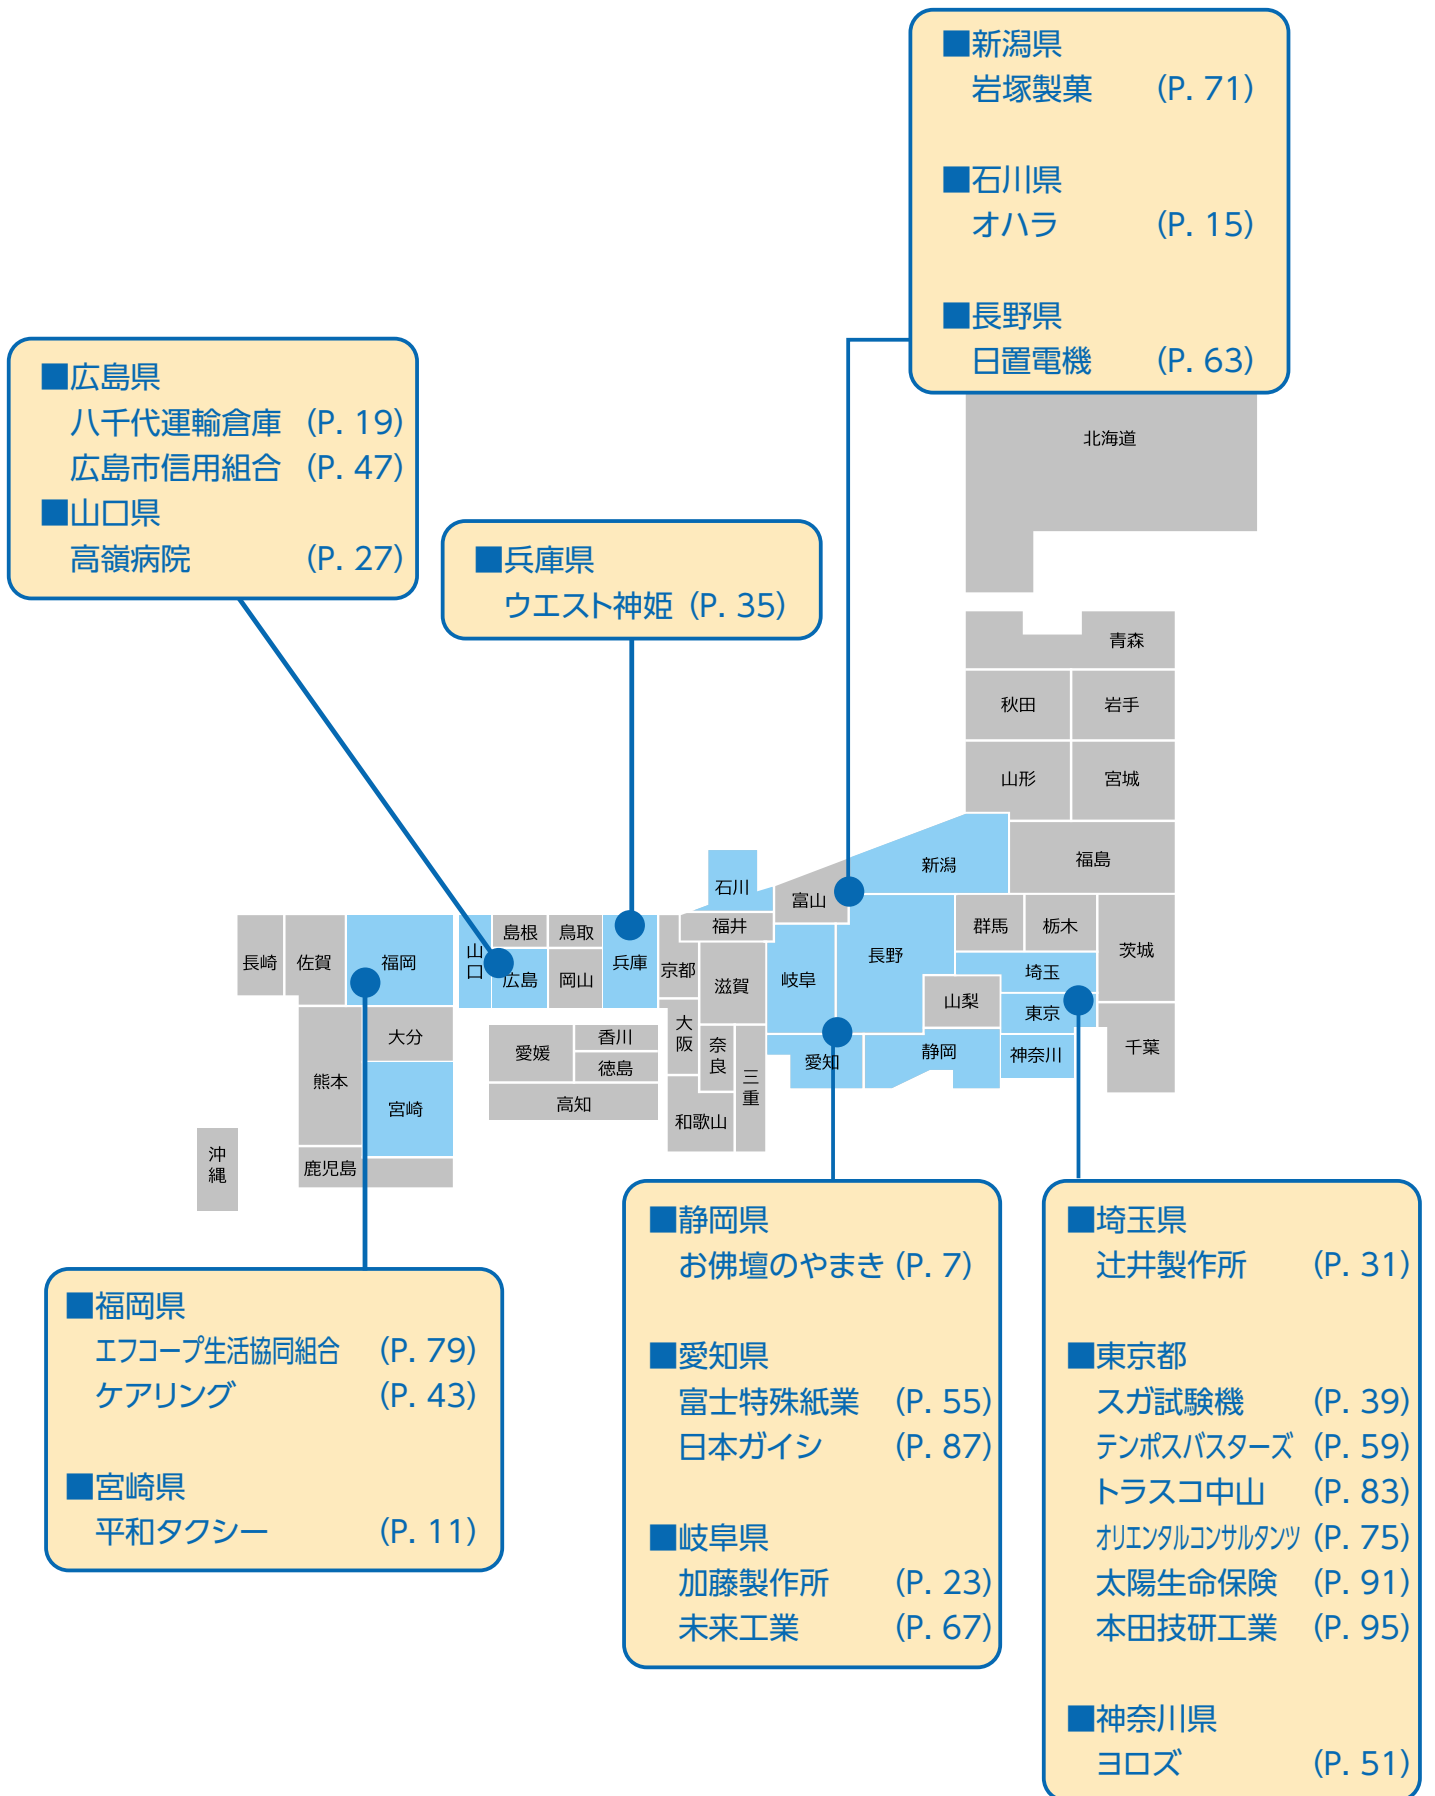 ■新潟県
岩塚製菓 (P. 71)
■石川県
オハラ (P. 15)
■長野県
日置電機 (P. 63)
■広島県
八千代運輸倉庫 (P. 19)
広島市信用組合 (P. 47)
■山口県
高嶺病院 (P. 27)
■兵庫県
ウエスト神姫 (P. 35)
北海道
青森
秋田
岩手
山形
宮城
新潟
福島
石川
富山
福井
群馬
栃木
茨城
長野
埼玉
山梨
東京
神奈川
千葉
静岡
岐阜
愛知
長崎
佐賀
福岡
山口
島根
鳥取
広島
岡山
兵庫
京都
滋賀
大阪
奈良
三重
和歌山
愛媛
香川
徳島
高知
大分
熊本
宮崎
鹿児島
沖縄
■福岡県
エフコープ生活協同組合 (P. 79)
ケアリング (P. 43)
■宮崎県
平和タクシー (P. 11)
■静岡県
お佛壇のやまき (P. 7)
■愛知県
富士特殊紙業 (P. 55)
日本ガイシ (P. 87)
■岐阜県
加藤製作所 (P. 23)
未来工業 (P. 67)
■埼玉県
辻井製作所 (P. 31)
■東京都
スガ試験機 (P. 39)
テンポスバスターズ (P. 59)
トラスコ中山 (P. 83)
オリエンタルコンサルタンツ (P. 75)
太陽生命保険 (P. 91)
本田技研工業 (P. 95)
■神奈川県
ヨロズ (P. 51)